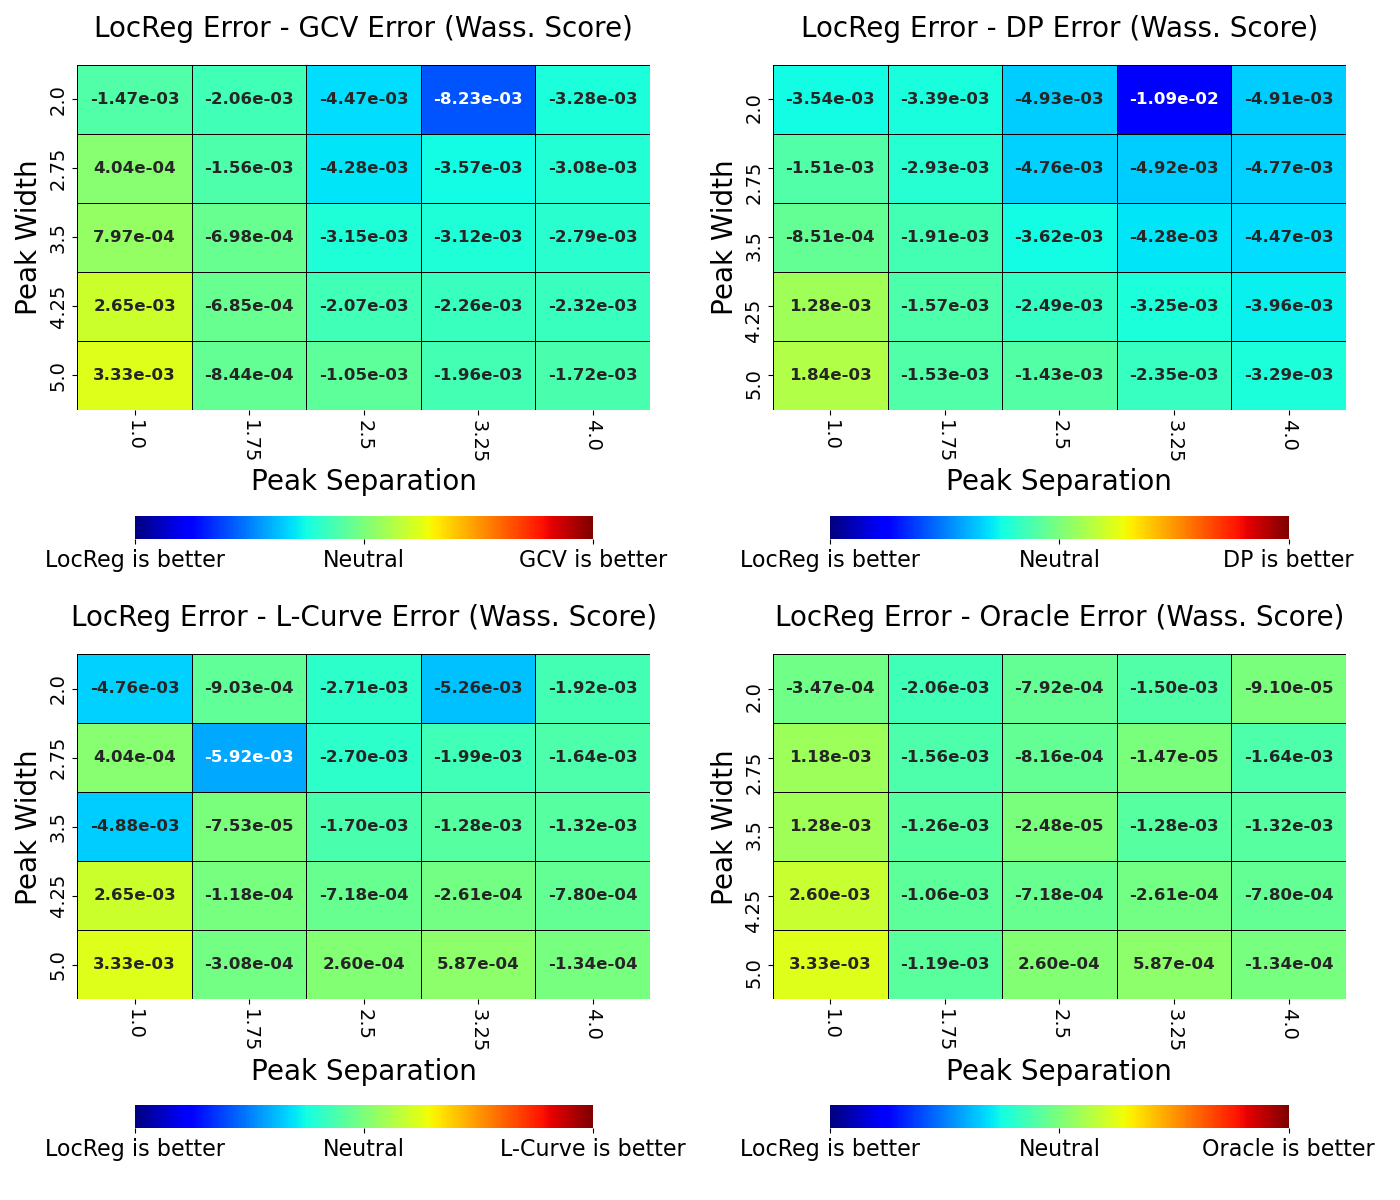 LocReg Error - GCV Error (Wass. Score)
Peak Width
2.0 -1.47e-03 -2.06e-03 -4.47e-03 -8.23e-03 -3.28e-03
2.75 4.04e-04 -1.56e-03 -4.28e-03 -3.57e-03 -3.08e-03
3.5 7.97e-04 -6.98e-04 -3.15e-03 -3.12e-03 -2.79e-03
4.25 2.65e-03 -6.85e-04 -2.07e-03 -2.26e-03 -2.32e-03
5.0 3.33e-03 -8.44e-04 -1.05e-03 -1.96e-03 -1.72e-03
1.0 1.75 2.5 3.25 4.0
Peak Separation
LocReg is better Neutral GCV is better
LocReg Error - DP Error (Wass. Score)
Peak Width
2.0 -3.54e-03 -3.39e-03 -4.93e-03 -1.09e-02 -4.91e-03
2.75 -1.51e-03 -2.93e-03 -4.76e-03 -4.92e-03 -4.77e-03
3.5 -8.51e-04 -1.91e-03 -3.62e-03 -4.28e-03 -4.47e-03
4.25 1.28e-03 -1.57e-03 -2.49e-03 -3.25e-03 -3.96e-03
5.0 1.84e-03 -1.53e-03 -1.43e-03 -2.35e-03 -3.29e-03
1.0 1.75 2.5 3.25 4.0
Peak Separation
LocReg is better Neutral DP is better
LocReg Error - L-Curve Error (Wass. Score)
Peak Width
2.0 -4.76e-03 -9.03e-04 -2.71e-03 -5.26e-03 -1.92e-03
2.75 4.04e-04 -5.92e-03 -2.70e-03 -1.99e-03 -1.64e-03
3.5 -4.88e-03 -7.53e-05 -1.70e-03 -1.28e-03 -1.32e-03
4.25 2.65e-03 -1.18e-04 -7.18e-04 -2.61e-04 -7.80e-04
5.0 3.33e-03 -3.08e-04 2.60e-04 5.87e-04 -1.34e-04
1.0 1.75 2.5 3.25 4.0
Peak Separation
LocReg is better Neutral L-Curve is better
LocReg Error - Oracle Error (Wass. Score)
Peak Width
2.0 -3.47e-04 -2.06e-03 -7.92e-04 -1.50e-03 -9.10e-05
2.75 1.18e-03 -1.56e-03 -8.16e-04 -1.47e-05 -1.64e-03
3.5 1.28e-03 -1.26e-03 -2.48e-05 -1.28e-03 -1.32e-03
4.25 2.60e-03 -1.06e-03 -7.18e-04 -2.61e-04 -7.80e-04
5.0 3.33e-03 -1.19e-03 2.60e-04 5.87e-04 -1.34e-04
1.0 1.75 2.5 3.25 4.0
Peak Separation
LocReg is better Neutral Oracle is better